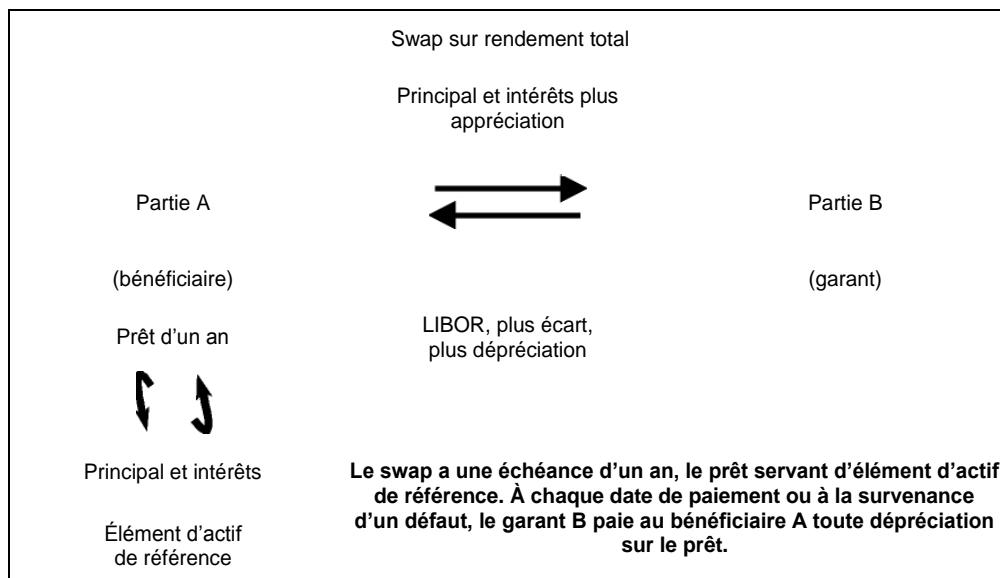 Swap sur rendement total
Principal et intérêts plus
appréciation
Partie A
Partie B
(bénéficiaire)
(garant)
Prêt d'un an
LIBOR, plus écart,
plus dépréciation
Principal et intérêts
Élément d'actif
de référence
Le swap a une échéance d'un an, le prêt servant d'élément d'actif
de référence. À chaque date de paiement ou à la survenance
d'un défaut, le garant B paie au bénéficiaire A toute dépréciation
sur le prêt.